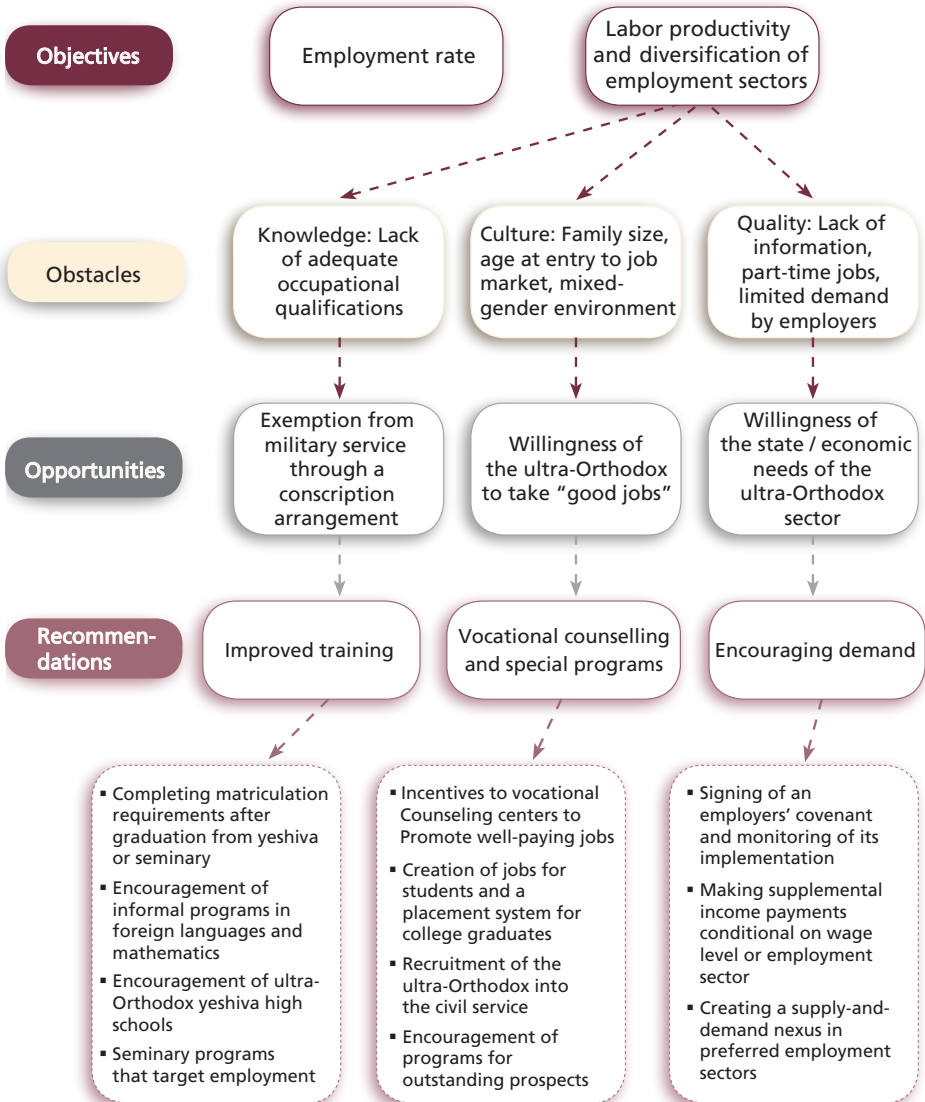 Objectives
Employment rate
Labor productivity
and diversification of
employment sectors
Obstacles
Knowledge: Lack
of adequate
occupational
qualifications
Culture: Family size,
age at entry to job
market, mixed-
gender environment
Quality: Lack of
information,
part-time jobs,
limited demand
by employers
Opportunities
Exemption from
military service
through a
conscription
arrangement
Willingness of
the ultra-Orthodox
to take “good jobs”
Willingness of
the state / economic
needs of the
ultra-Orthodox
sector
Recommen-
dations
Improved training
Vocational counselling
and special programs
Encouraging demand
▪ Completing matriculation
requirements after
graduation from yeshiva
or seminary
▪ Encouragement of
informal programs in
foreign languages and
mathematics
▪ Encouragement of ultra-
Orthodox yeshiva high
schools
▪ Seminary programs
that target employment
▪ Incentives to vocational
Counseling centers to
Promote well-paying jobs
▪ Creation of jobs for
students and a
placement system for
college graduates
▪ Recruitment of the
ultra-Orthodox into
the civil service
▪ Encouragement of
programs for
outstanding prospects
▪ Signing of an
employers’ covenant
and monitoring of its
implementation
▪ Making supplemental
income payments
conditional on wage
level or employment
sector
▪ Creating a supply-and-
demand nexus in
preferred employment
sectors